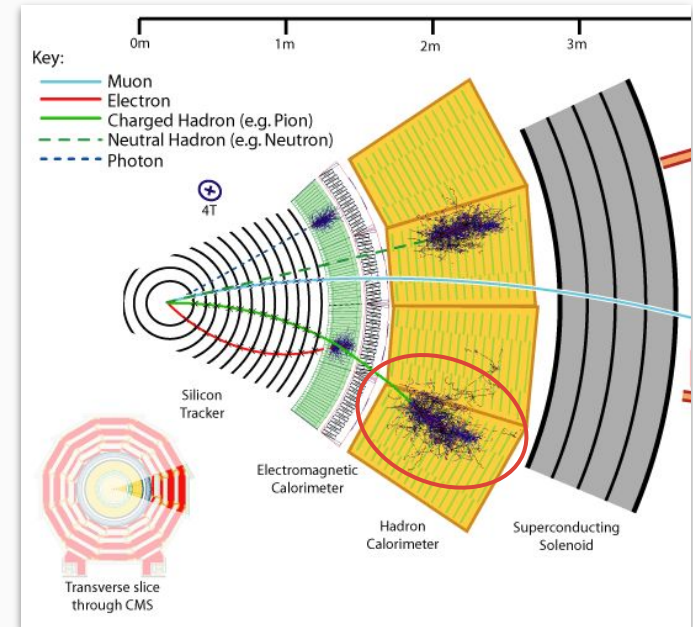 0m 1m 2m 3m
Key:
Muon
Electron
Charged Hadron (e.g. Pion)
Neutral Hadron (e.g. Neutron)
Photon
4T
Silicon
Tracker
Electromagnetic
Calorimeter
Hadron
Calorimeter
Superconducting
Solenoid
Transverse slice
through CMS